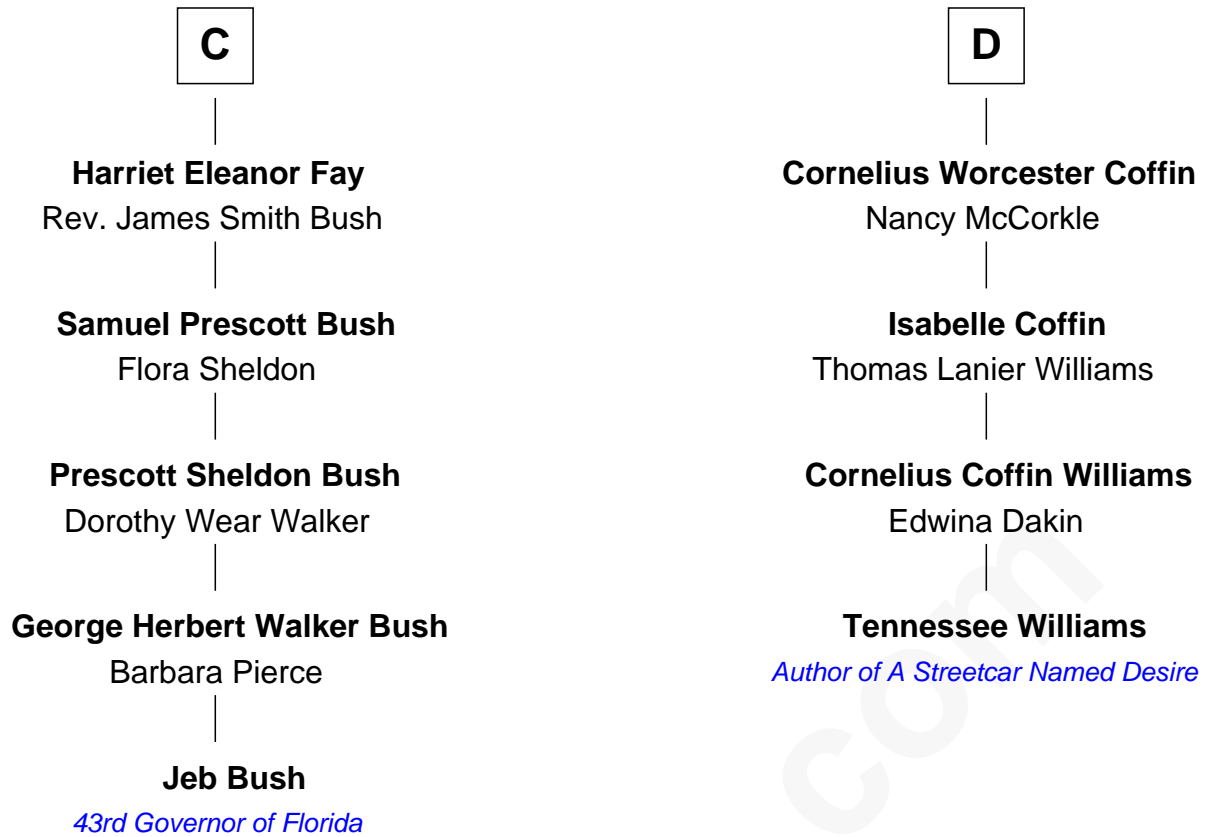 C
Harriet Eleanor Fay
Rev. James Smith Bush
Samuel Prescott Bush
Flora Sheldon
Prescott Sheldon Bush
Dorothy Wear Walker
George Herbert Walker Bush
Barbara Pierce
Jeb Bush
43rd Governor of Florida
D
Cornelius Worcester Coffin
Nancy McCorkle
Isabelle Coffin
Thomas Lanier Williams
Cornelius Coffin Williams
Edwina Dakin
Tennessee Williams
Author of A Streetcar Named Desire
com